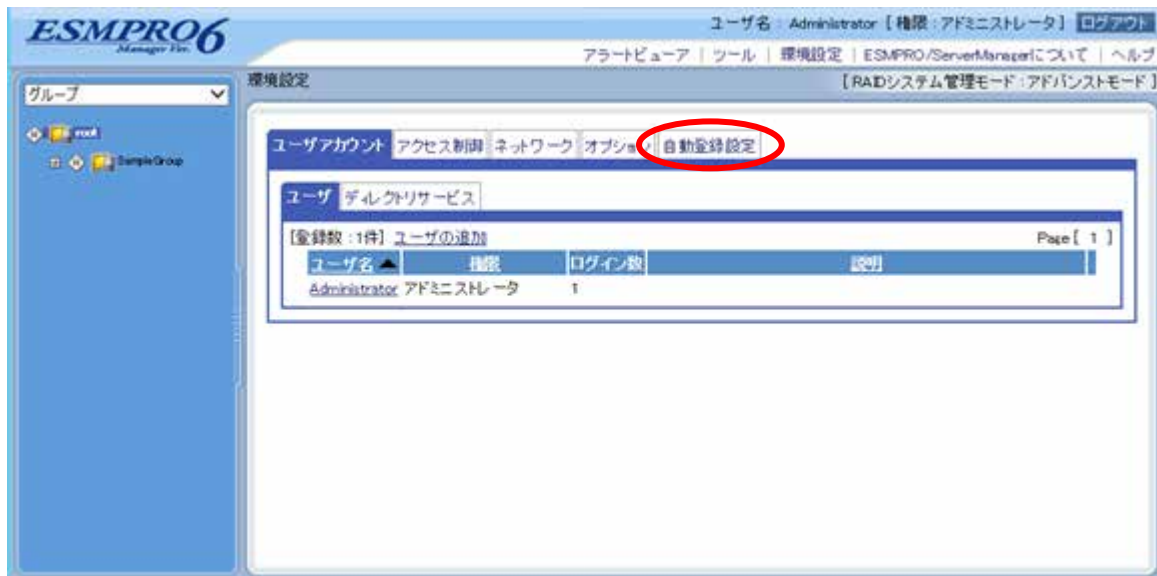 ESMPRO6
Manager Ver.
ユーザ名 : Administrator [ 権限 : アドミニストレータ ] ログアウト
アラートビューア | ツール | 環境設定 | ESMPRO/ServerManagerについて | ヘルプ
グループ
環境設定
[ RAIDシステム管理モード : アドバンストモード ]
root
SampleGroup
ユーザアカウント アクセス制御 ネットワーク オプション 自動登録設定
ユーザ ディレクトリサービス
[登録数 : 1件] ユーザの追加 Page [ 1 ]
ユーザ名 ▲ 権限 ログイン数 説明
Administrator アドミニストレータ 1